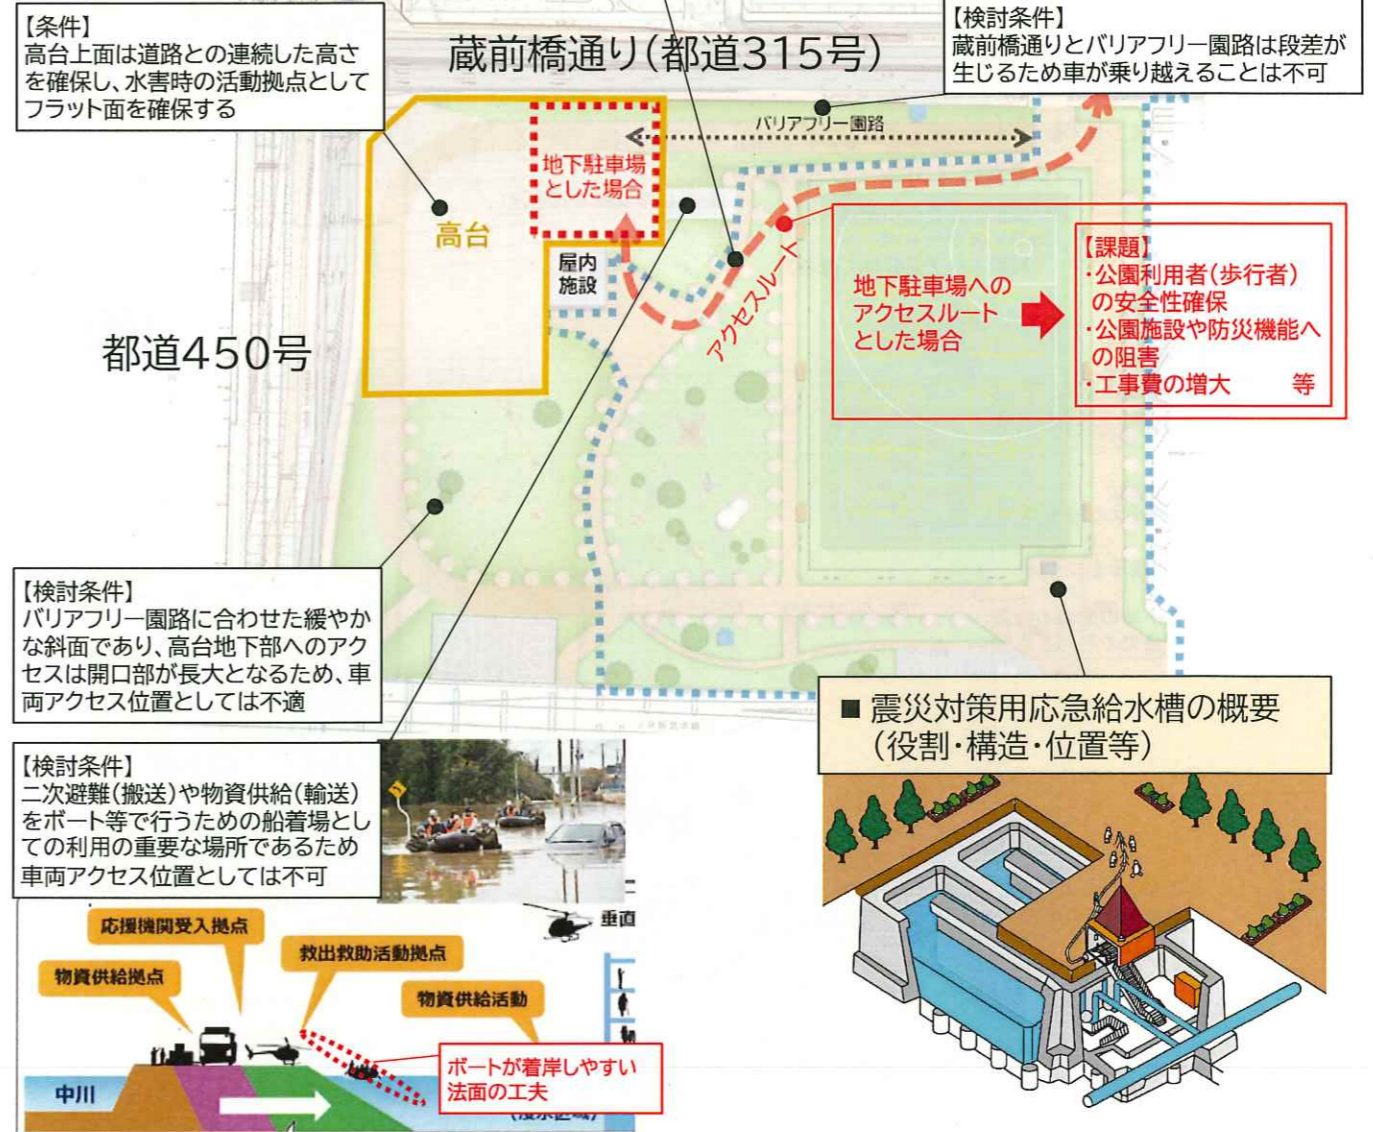 【条件】
高台上面は道路との連続した高さ
を確保し、水害時の活動拠点として
フラット面を確保する
蔵前橋通り(都道315号)
【検討条件】
蔵前橋通りとバリアフリー園路は段差が
生じるため車が乗り越えることは不可
バリアフリー園路
地下駐車場
とした場合
高台
屋内
施設
アクセスルート
都道450号
地下駐車場への
アクセスルート
とした場合
【課題】
・公園利用者(歩行者)
の安全性確保
・公園施設や防災機能へ
の阻害
・工事費の増大 等
【検討条件】
バリアフリー園路に合わせた緩やか
な斜面であり、高台地下部へのアク
セスは開口部が長大となるため、車
両アクセス位置としては不適
【検討条件】
二次避難(搬送)や物資供給(輸送)
をボート等で行うための船着場とし
ての利用の重要な場所であるため
車両アクセス位置としては不可
■ 震災対策用応急給水槽の概要
(役割・構造・位置等)
応援機関受入拠点
物資供給拠点
救出救助活動拠点
物資供給活動
垂直
ボートが着岸しやすい
法面の工夫
中川